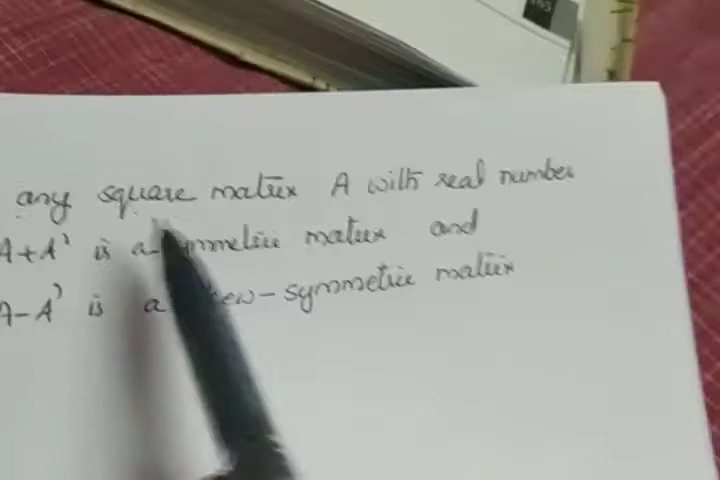 any square matrix A with real number
A+A' is a symmetric matrix and
A-A' is a skew-symmetric matrix